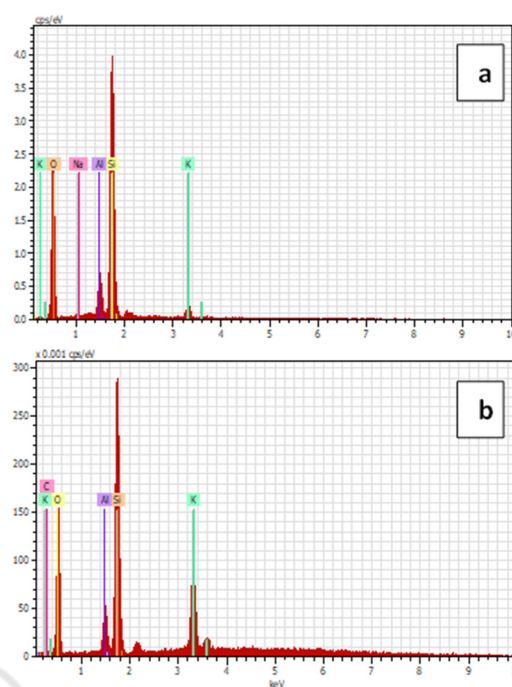 cps/eV
a
4.0
3.5
3.0
2.5
K O Na Al Si K
2.0
1.5
1.0
0.5
0.0
1 2 3 4 5 6 7 8 9 10
x 0.001 cps/eV
300
b
250
200
C
K O Al Si K
150
100
50
0
1 2 3 4 5 6 7 8 9
keV